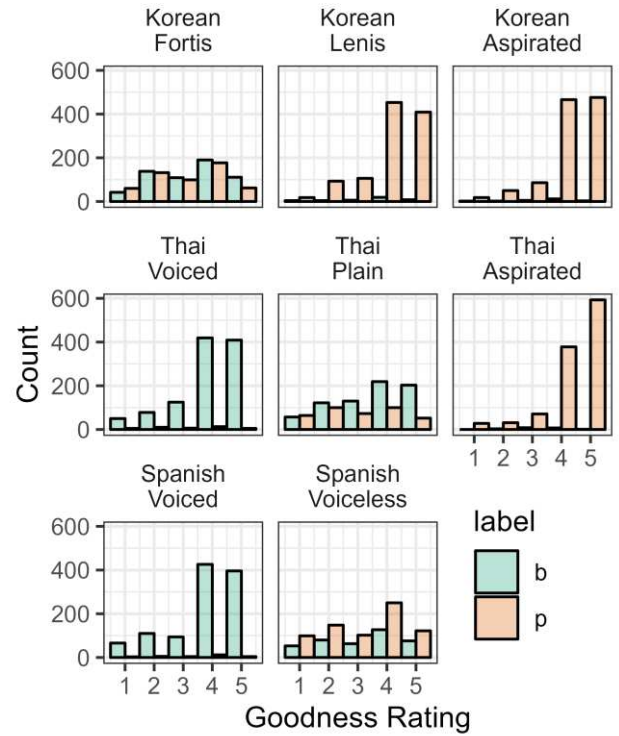 Korean
Fortis
Korean
Lenis
Korean
Aspirated
600
400
200
0
Thai
Voiced
Thai
Plain
Thai
Aspirated
600
400
200
0
1 2 3 4 5
Count
Spanish
Voiced
Spanish
Voiceless
600
400
200
0
1 2 3 4 5
1 2 3 4 5
Goodness Rating
label
b
p